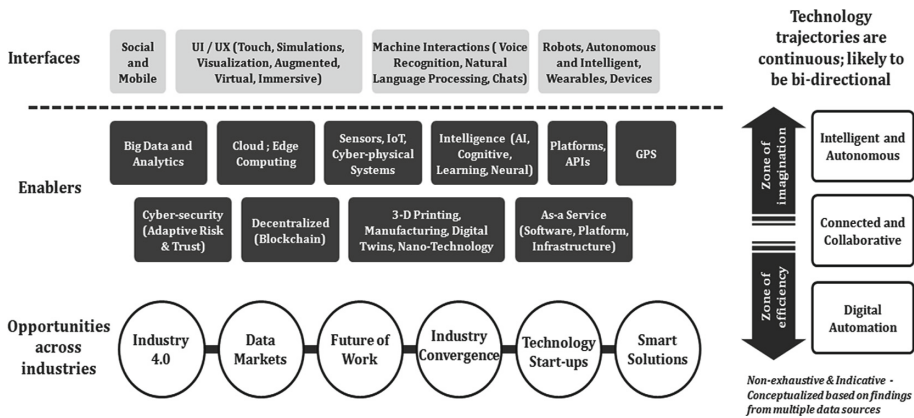 Interfaces
Social
and
Mobile
UI / UX (Touch, Simulations,
Visualization, Augmented,
Virtual, Immersive)
Machine Interactions ( Voice
Recognition, Natural
Language Processing, Chats)
Robots, Autonomous
and Intelligent,
Wearables, Devices
Enablers
Big Data and
Analytics
Cloud ; Edge
Computing
Sensors, IoT,
Cyber-physical
Systems
Intelligence (AI,
Cognitive,
Learning, Neural)
Platforms,
APIs
GPS
Cyber-security
(Adaptive Risk
& Trust)
Decentralized
(Blockchain)
3-D Printing,
Manufacturing, Digital
Twins, Nano-Technology
As-a Service
(Software, Platform,
Infrastructure)
Opportunities
across
industries
Industry
4.0
Data
Markets
Future of
Work
Industry
Convergence
Technology
Start-ups
Smart
Solutions
Technology
trajectories are
continuous; likely to
be bi-directional
Zone of
imagination
Zone of
efficiency
Intelligent and
Autonomous
Connected and
Collaborative
Digital
Automation
Non-exhaustive & Indicative -
Conceptualized based on findings
from multiple data sources